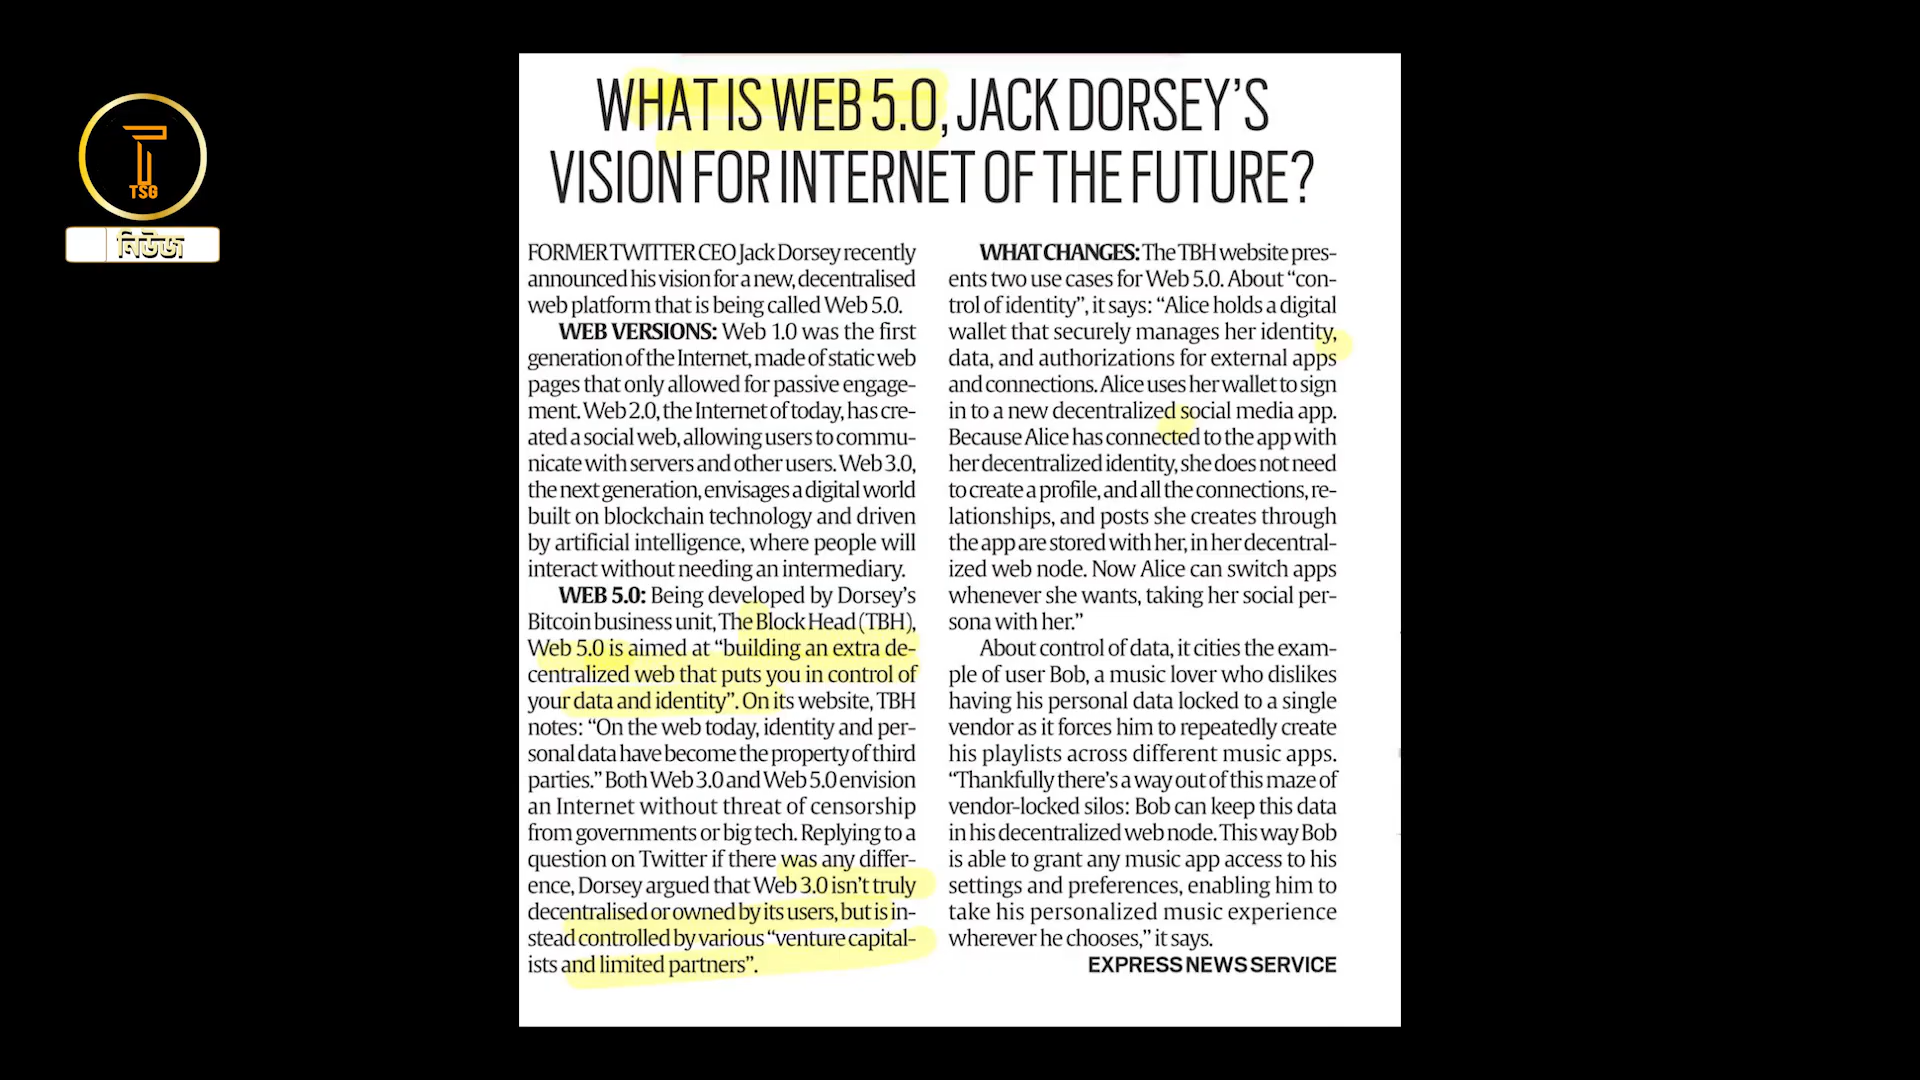 TSG
নিউজ
WHAT IS WEB 5.0, JACK DORSEY’S
VISION FOR INTERNET OF THE FUTURE?
FORMER TWITTER CEO Jack Dorsey recently
announced his vision for a new, decentralised
web platform that is being called Web 5.0.
WEB VERSIONS: Web 1.0 was the first
generation of the Internet, made of static web
pages that only allowed for passive engage-
ment. Web 2.0, the Internet of today, has cre-
ated a social web, allowing users to commu-
nicate with servers and other users. Web 3.0,
the next generation, envisages a digital world
built on blockchain technology and driven
by artificial intelligence, where people will
interact without needing an intermediary.
WEB 5.0: Being developed by Dorsey’s
Bitcoin business unit, The Block Head (TBH),
Web 5.0 is aimed at “building an extra de-
centralized web that puts you in control of
your data and identity”. On its website, TBH
notes: “On the web today, identity and per-
sonal data have become the property of third
parties.” Both Web 3.0 and Web 5.0 envision
an Internet without threat of censorship
from governments or big tech. Replying to a
question on Twitter if there was any differ-
ence, Dorsey argued that Web 3.0 isn’t truly
decentralised or owned by its users, but is in-
stead controlled by various “venture capital-
ists and limited partners”.
WHAT CHANGES: The TBH website pres-
ents two use cases for Web 5.0. About “con-
trol of identity”, it says: “Alice holds a digital
wallet that securely manages her identity,
data, and authorizations for external apps
and connections. Alice uses her wallet to sign
in to a new decentralized social media app.
Because Alice has connected to the app with
her decentralized identity, she does not need
to create a profile, and all the connections, re-
lationships, and posts she creates through
the app are stored with her, in her decentral-
ized web node. Now Alice can switch apps
whenever she wants, taking her social per-
sona with her.”
About control of data, it cites the exam-
ple of user Bob, a music lover who dislikes
having his personal data locked to a single
vendor as it forces him to repeatedly create
his playlists across different music apps.
“Thankfully there’s a way out of this maze of
vendor-locked silos: Bob can keep this data
in his decentralized web node. This way Bob
is able to grant any music app access to his
settings and preferences, enabling him to
take his personalized music experience
wherever he chooses,” it says.
EXPRESS NEWS SERVICE